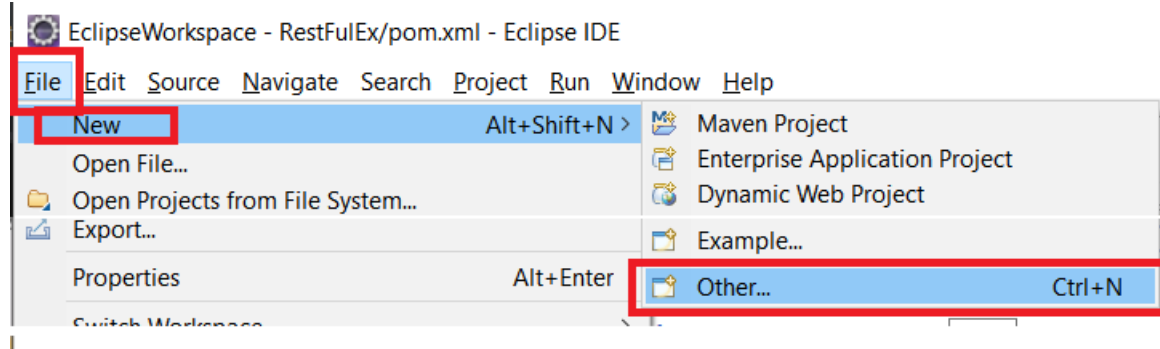 EclipseWorkspace - RestFulEx/pom.xml - Eclipse IDE
File Edit Source Navigate Search Project Run Window Help
New Alt+Shift+N >
Open File...
Open Projects from File System...
Export...
Properties Alt+Enter
Switch Workspace
Maven Project
Enterprise Application Project
Dynamic Web Project
Example...
Other... Ctrl+N